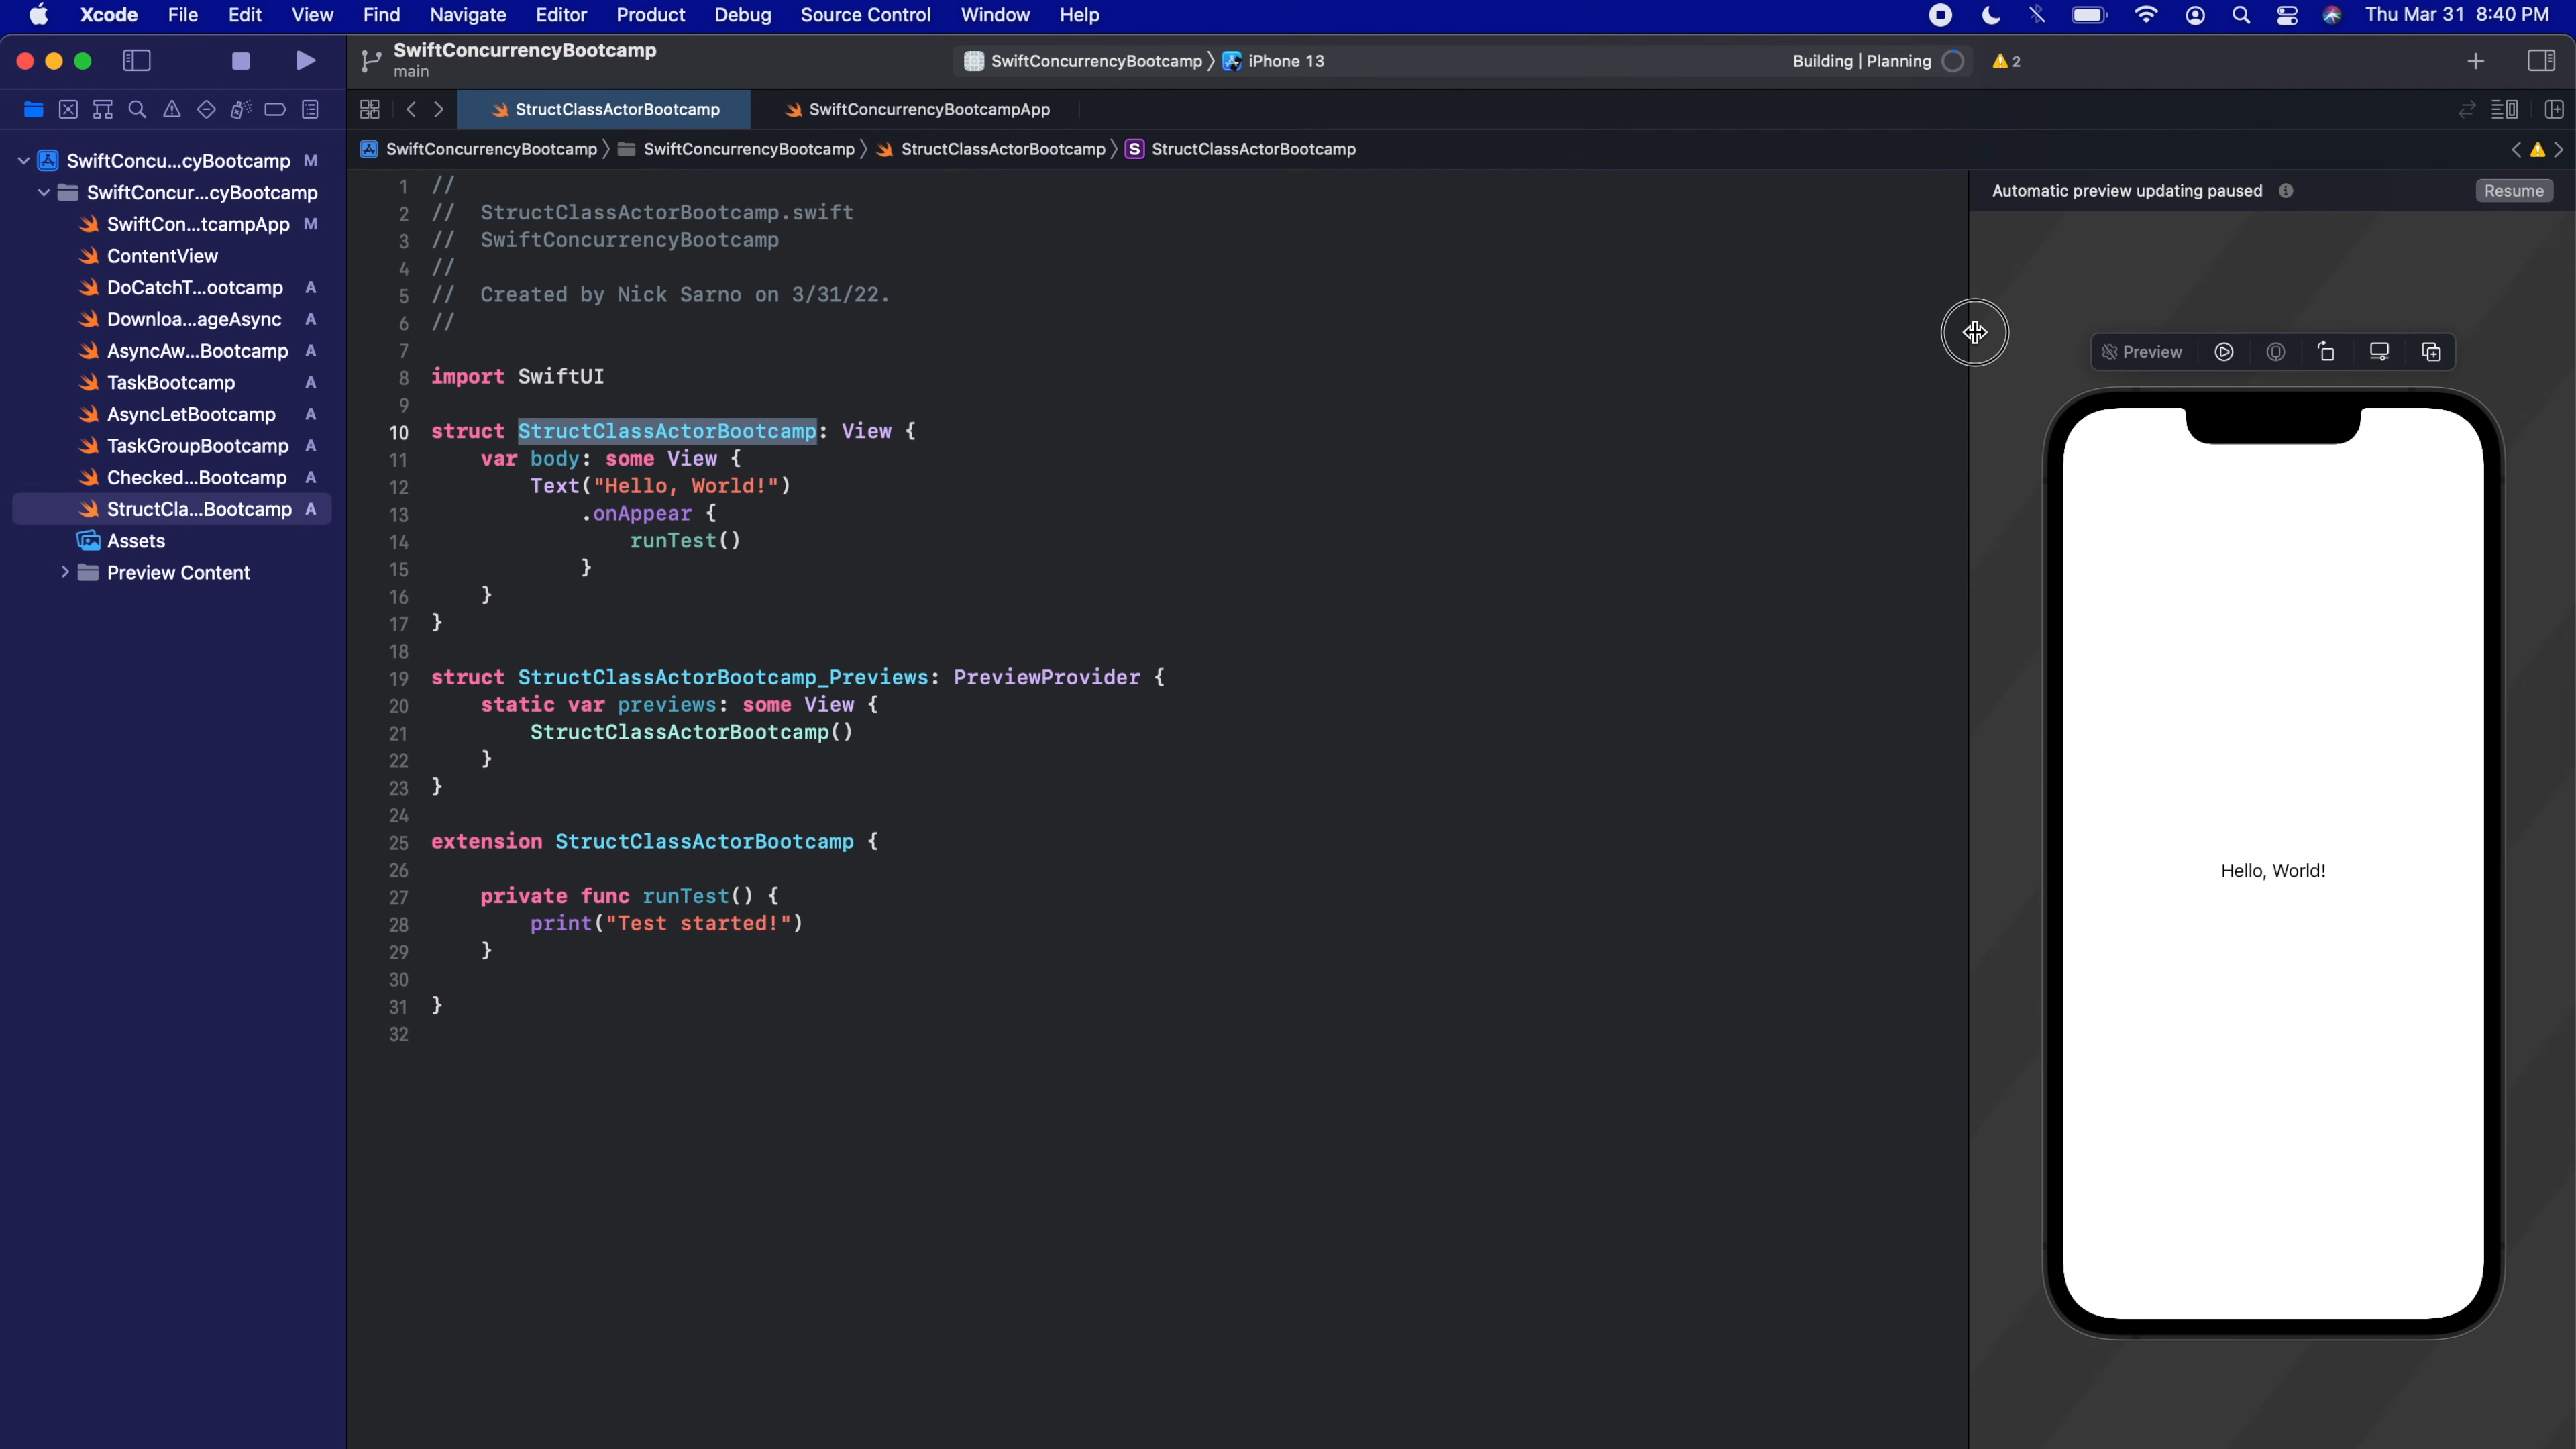 Xcode File Edit View Find Navigate Editor Product Debug Source Control Window Help Thu Mar 31 8:40 PM
SwiftConcurrencyBootcamp
main
SwiftConcurrencyBootcamp 〉 iPhone 13 Building | Planning 2
StructClassActorBootcamp SwiftConcurrencyBootcampApp
SwiftConcurrencyBootcamp 〉 SwiftConcurrencyBootcamp 〉 StructClassActorBootcamp 〉 S StructClassActorBootcamp
SwiftConcu...cyBootcamp M
SwiftConcur...cyBootcamp
SwiftCon...tcampApp M
ContentView
DoCatchT...ootcamp A
Downloa...ageAsync A
AsyncAw...Bootcamp A
TaskBootcamp A
AsyncLetBootcamp A
TaskGroupBootcamp A
Checked...Bootcamp A
StructCla...Bootcamp A
Assets
Preview Content
1 //
2 //  StructClassActorBootcamp.swift
3 //  SwiftConcurrencyBootcamp
4 //
5 //  Created by Nick Sarno on 3/31/22.
6 //
7
8 import SwiftUI
9
10 struct StructClassActorBootcamp: View {
11     var body: some View {
12         Text("Hello, World!")
13             .onAppear {
14                 runTest()
15             }
16     }
17 }
18
19 struct StructClassActorBootcamp_Previews: PreviewProvider {
20     static var previews: some View {
21         StructClassActorBootcamp()
22     }
23 }
24
25 extension StructClassActorBootcamp {
26
27     private func runTest() {
28         print("Test started!")
29     }
30
31 }
32
Automatic preview updating paused Resume
Preview
Hello, World!